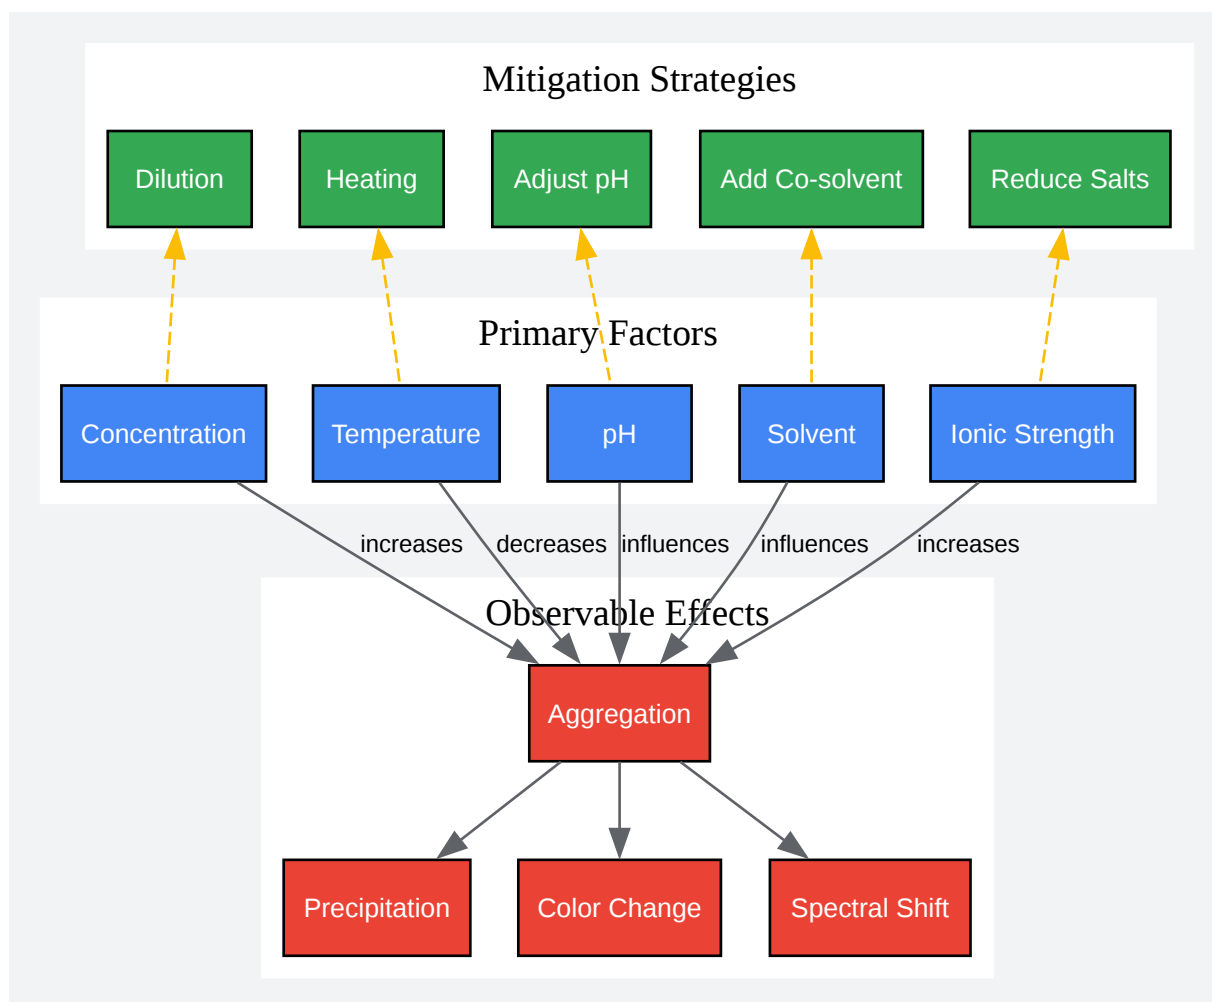 Mitigation Strategies
Dilution
Heating
Adjust pH
Add Co-solvent
Reduce Salts
Primary Factors
Concentration
Temperature
pH
Solvent
Ionic Strength
increases
decreases
influences
influences
increases
Observable Effects
Aggregation
Precipitation
Color Change
Spectral Shift